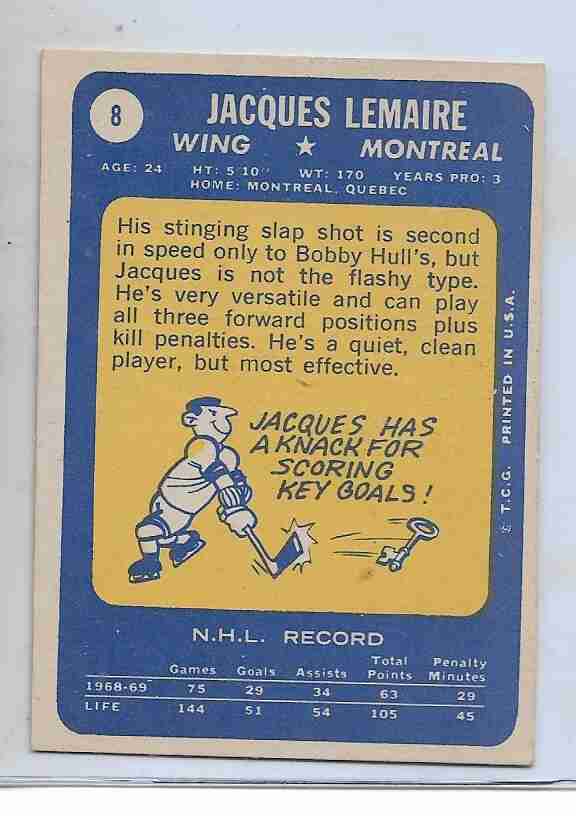 8
JACQUES LEMAIRE
WING ★ MONTREAL
AGE: 24 HT: 5'10" WT: 170 YEARS PRO: 3
HOME: MONTREAL, QUEBEC
His stinging slap shot is second
in speed only to Bobby Hull's, but
Jacques is not the flashy type.
He's very versatile and can play
all three forward positions plus
kill penalties. He's a quiet, clean
player, but most effective.
JACQUES HAS
A KNACK FOR
SCORING
KEY GOALS!
© T.C.G. PRINTED IN U.S.A.
N.H.L. RECORD
Games Goals Assists Total Points Penalty Minutes
1968-69 75 29 34 63 29
LIFE 144 51 54 105 45